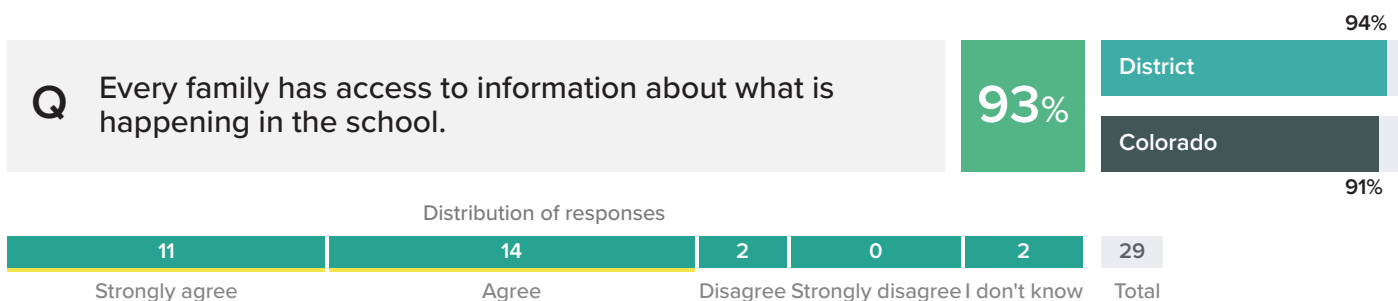 94%
Q Every family has access to information about what is
happening in the school.
93%
District
Colorado
91%
Distribution of responses
11 14 2 0 2 29
Strongly agree Agree Disagree Strongly disagree I don't know Total